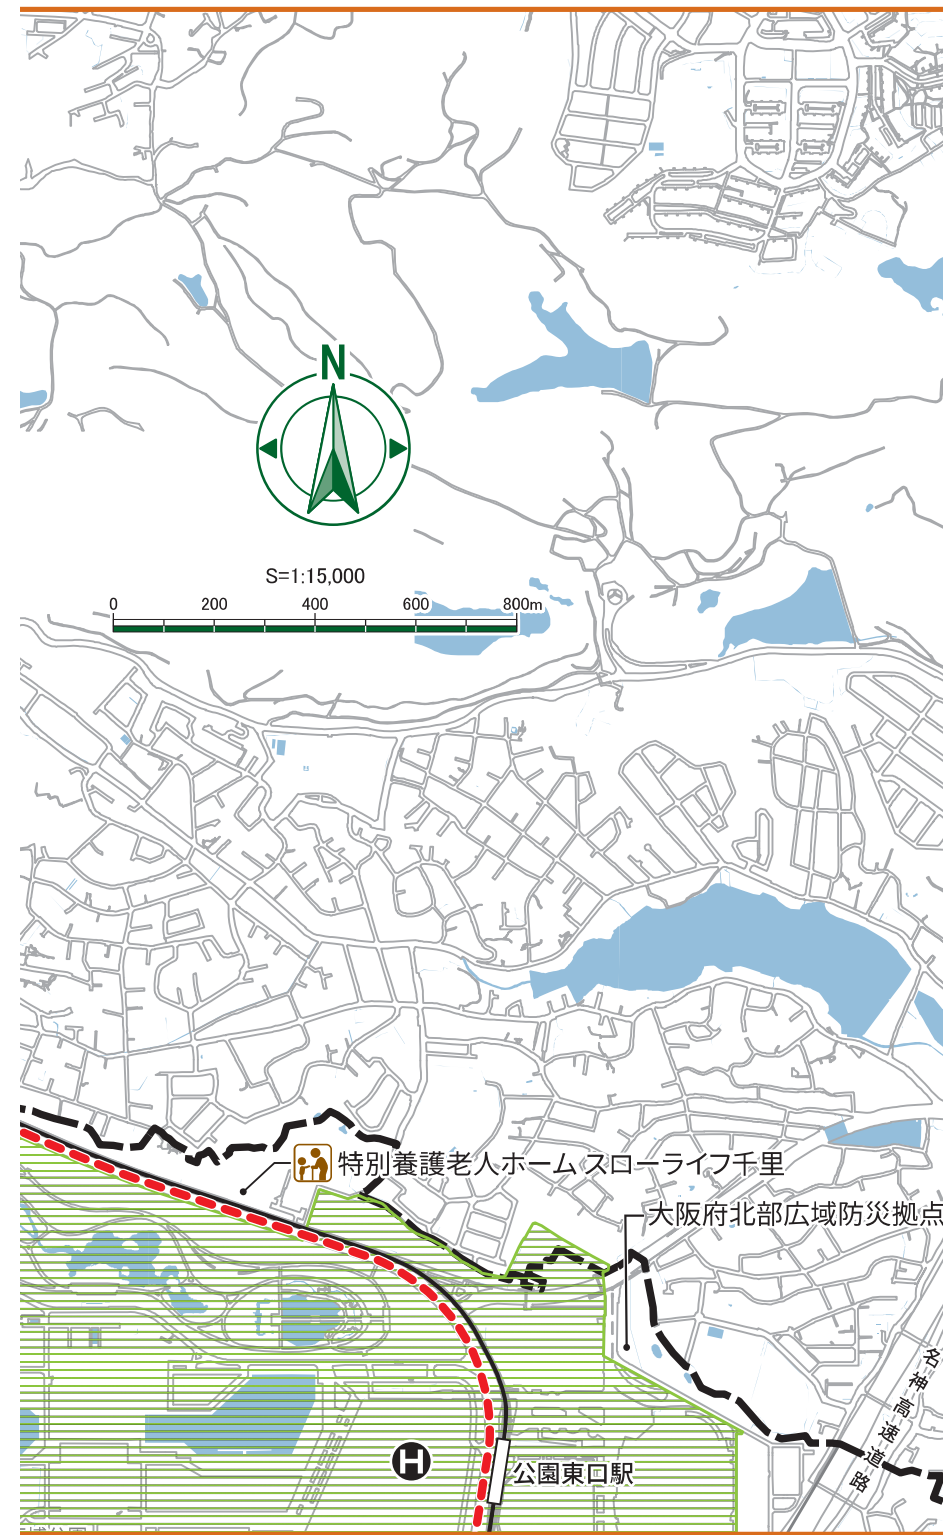 N
S=1:15,000
0 200 400 600 800m
特別養護老人ホーム スローライフ千里
大阪府北部広域防災拠点
名神高速道路
H
公園東口駅